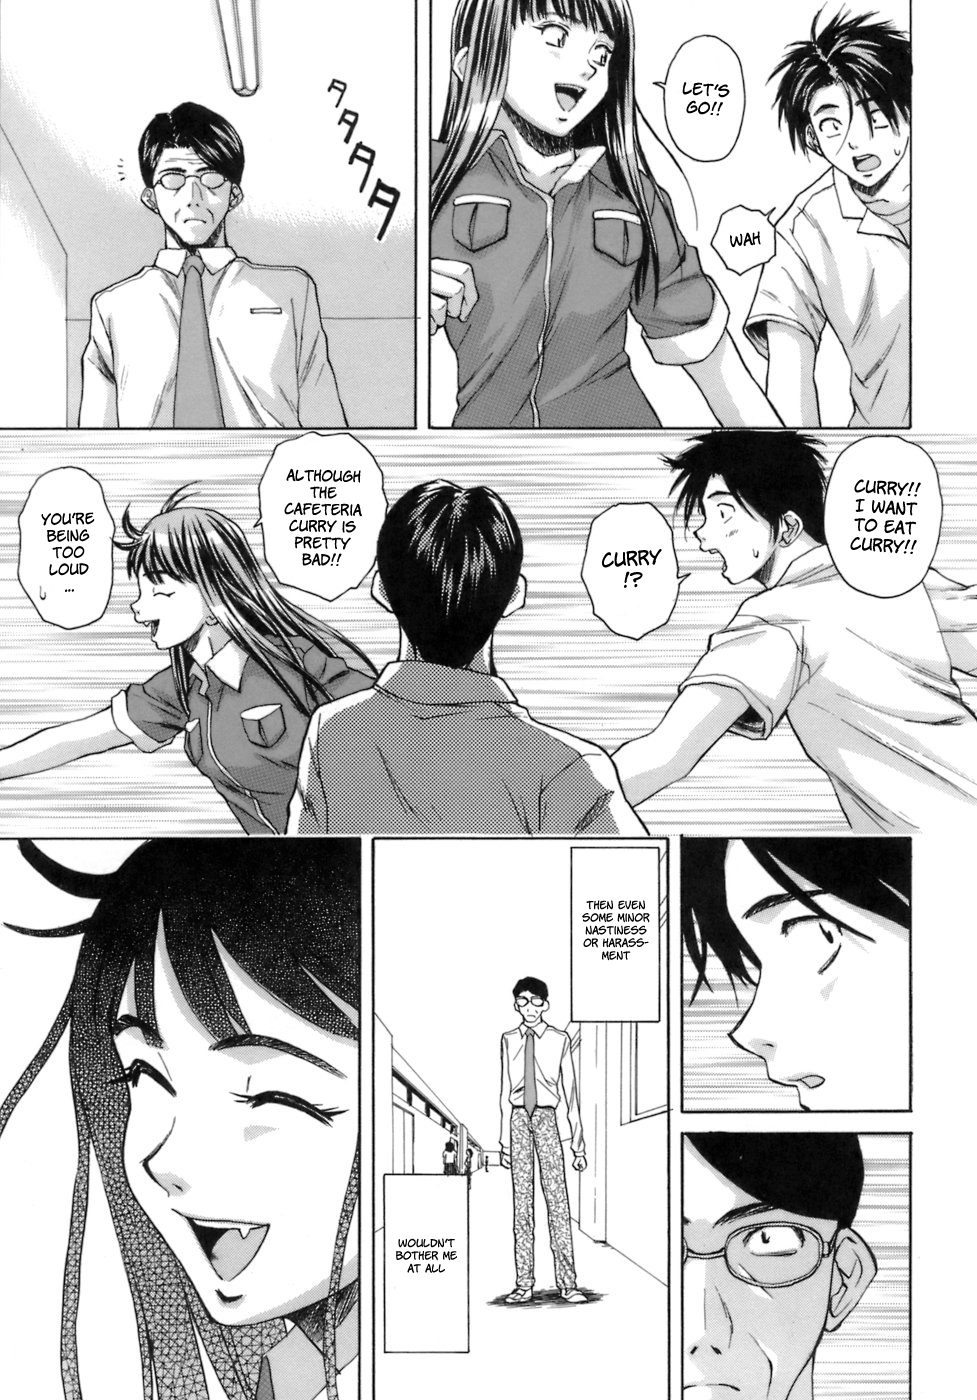 LET'S
GO!!
WAH
AAAAA
CURRY!!
I WANT
TO EAT
CURRY!!
CURRY
!?
ALTHOUGH
THE
CAFETERIA
CURRY IS
PRETTY
BAD!!
YOU'RE
BEING
TOO
LOUD
...
THEN EVEN
SOME MINOR
NASTINESS
OR HARASS-
MENT
WOULDN'T
BOTHER ME
AT ALL